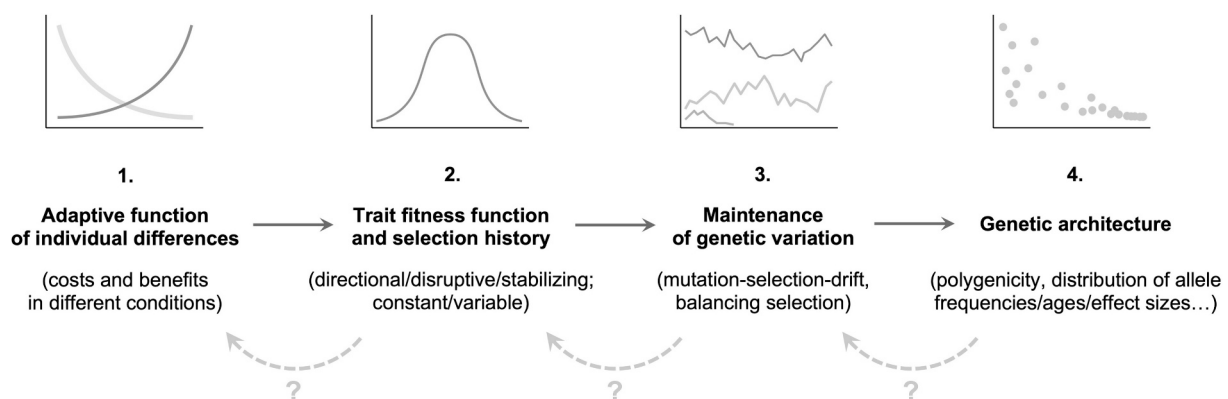 1.
Adaptive function
of individual differences
(costs and benefits
in different conditions)
2.
Trait fitness function
and selection history
(directional/disruptive/stabilizing;
constant/variable)
3.
Maintenance
of genetic variation
(mutation-selection-drift,
balancing selection)
4.
Genetic architecture
(polygenicity, distribution of allele
frequencies/ages/effect sizes…)
?
?
?